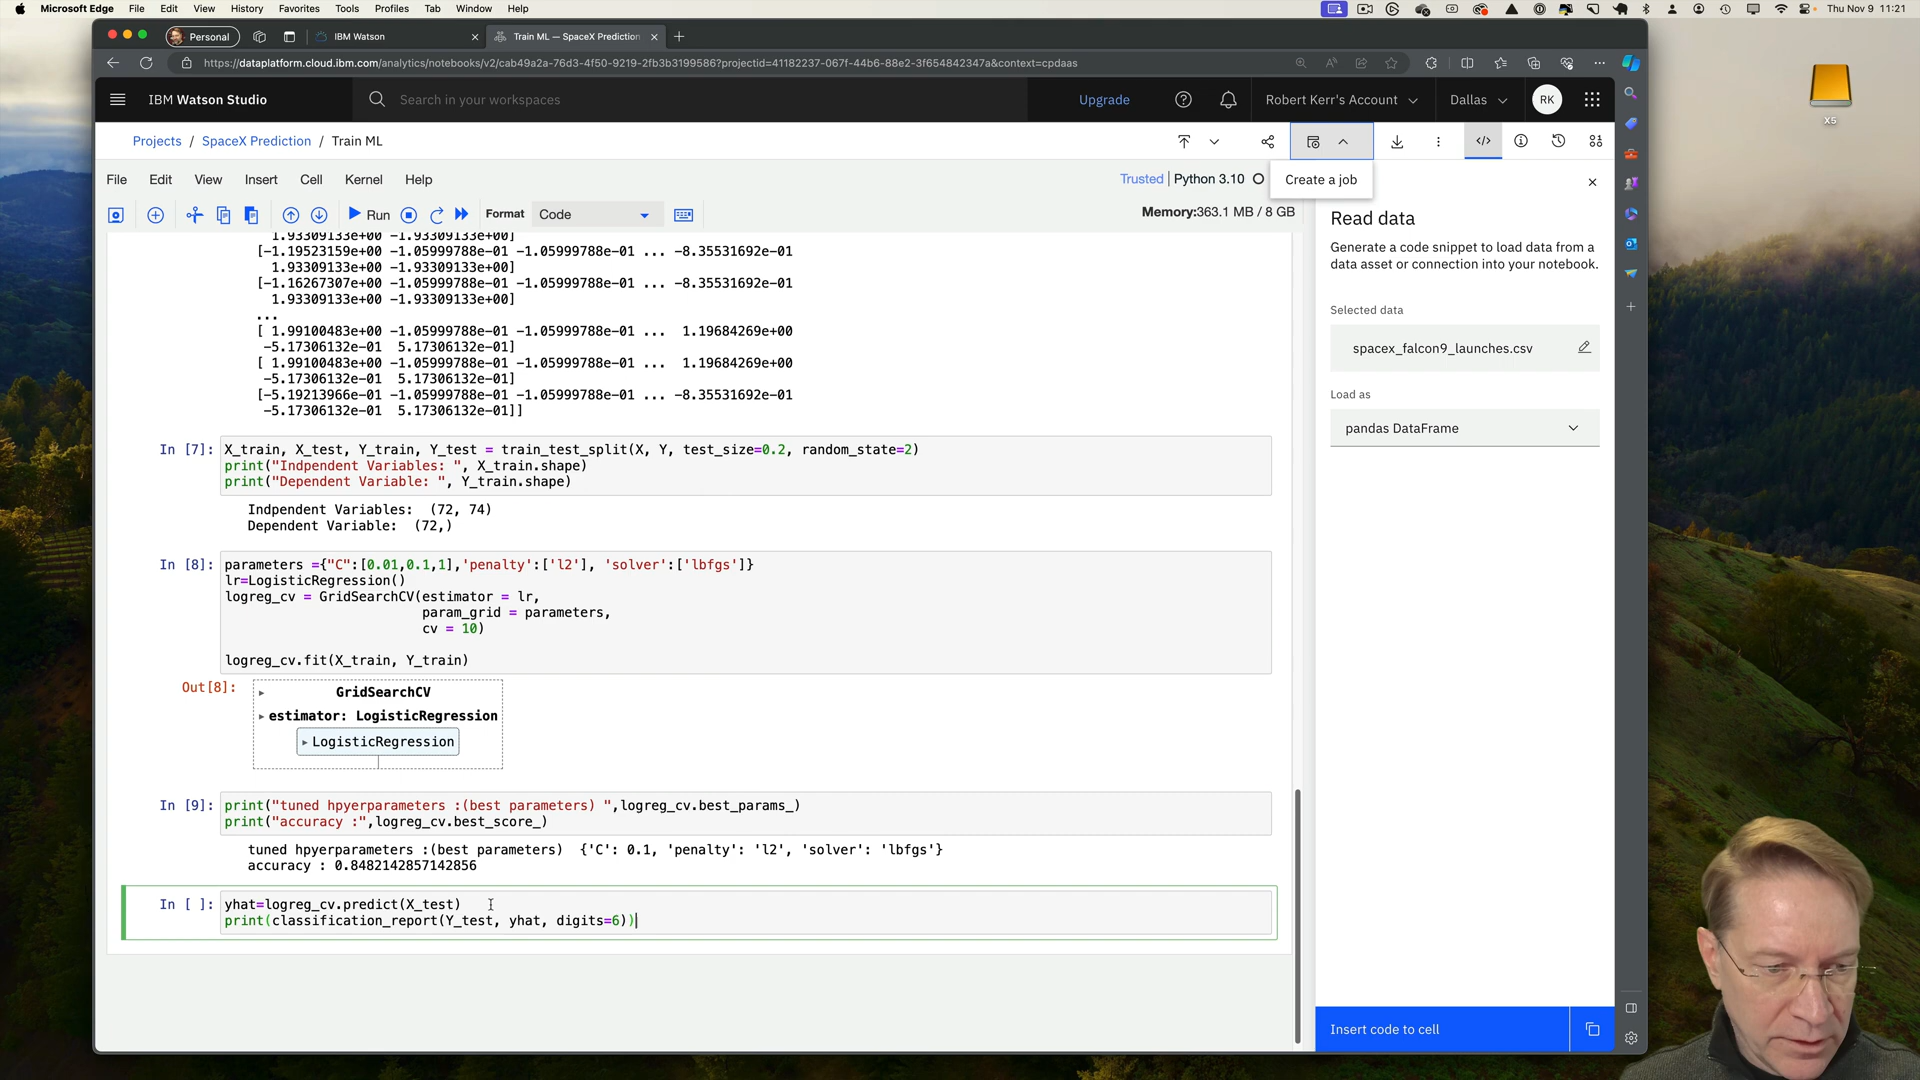 Microsoft Edge File Edit View History Favorites Tools Profiles Tab Window Help Thu Nov 9 11:21
Personal IBM Watson Train ML — SpaceX Prediction
https://dataplatform.cloud.ibm.com/analytics/notebooks/v2/cab49a2a-76d3-4f50-9219-2fb3b3199586?projectid=41182237-067f-44b6-88e2-3f654842347a&context=cpdaas
X5
IBM Watson Studio Search in your workspaces Upgrade Robert Kerr's Account Dallas RK
Projects / SpaceX Prediction / Train ML
Create a job
File Edit View Insert Cell Kernel Help Trusted | Python 3.10
Run Format Code Memory:363.1 MB / 8 GB
1.93309133e+00 -1.93309133e+00]
[-1.19523159e+00 -1.05999788e-01 -1.05999788e-01 ... -8.35531692e-01
1.93309133e+00 -1.93309133e+00]
[-1.16267307e+00 -1.05999788e-01 -1.05999788e-01 ... -8.35531692e-01
1.93309133e+00 -1.93309133e+00]
...
[ 1.99100483e+00 -1.05999788e-01 -1.05999788e-01 ... 1.19684269e+00
-5.17306132e-01 5.17306132e-01]
[ 1.99100483e+00 -1.05999788e-01 -1.05999788e-01 ... 1.19684269e+00
-5.17306132e-01 5.17306132e-01]
[-5.19213966e-01 -1.05999788e-01 -1.05999788e-01 ... -8.35531692e-01
-5.17306132e-01 5.17306132e-01]]
In [7]: X_train, X_test, Y_train, Y_test = train_test_split(X, Y, test_size=0.2, random_state=2)
print("Indpendent Variables: ", X_train.shape)
print("Dependent Variable: ", Y_train.shape)
Indpendent Variables: (72, 74)
Dependent Variable: (72,)
In [8]: parameters ={"C":[0.01,0.1,1],'penalty':['l2'], 'solver':['lbfgs']}
lr=LogisticRegression()
logreg_cv = GridSearchCV(estimator = lr,
param_grid = parameters,
cv = 10)
logreg_cv.fit(X_train, Y_train)
Out[8]: GridSearchCV
estimator: LogisticRegression
LogisticRegression
In [9]: print("tuned hpyerparameters :(best parameters) ",logreg_cv.best_params_)
print("accuracy :",logreg_cv.best_score_)
tuned hpyerparameters :(best parameters) {'C': 0.1, 'penalty': 'l2', 'solver': 'lbfgs'}
accuracy : 0.8482142857142856
In [ ]: yhat=logreg_cv.predict(X_test)
print(classification_report(Y_test, yhat, digits=6))
Read data
Generate a code snippet to load data from a
data asset or connection into your notebook.
Selected data
spacex_falcon9_launches.csv
Load as
pandas DataFrame
Insert code to cell